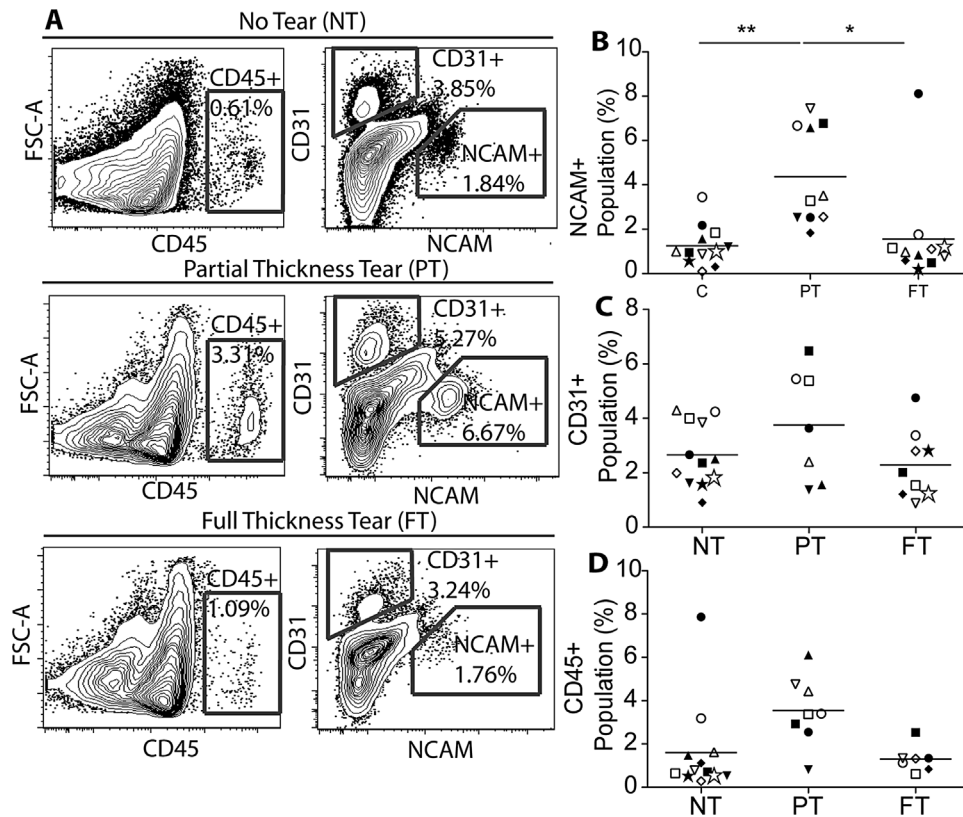 A
No Tear (NT)
FSC-A
CD45+
0.61%
CD45
CD31
CD31+
3.85%
NCAM+
1.84%
NCAM
Partial Thickness Tear (PT)
FSC-A
CD45+
3.31%
CD45
CD31
CD31+
5.27%
NCAM+
6.67%
NCAM
Full Thickness Tear (FT)
FSC-A
CD45+
1.09%
CD45
CD31
CD31+
3.24%
NCAM+
1.76%
NCAM
B
** *
NCAM+
Population (%)
10
8
6
4
2
0
C PT FT
C
CD31+
Population (%)
8
6
4
2
0
NT PT FT
D
CD45+
Population (%)
10
8
6
4
2
0
NT PT FT